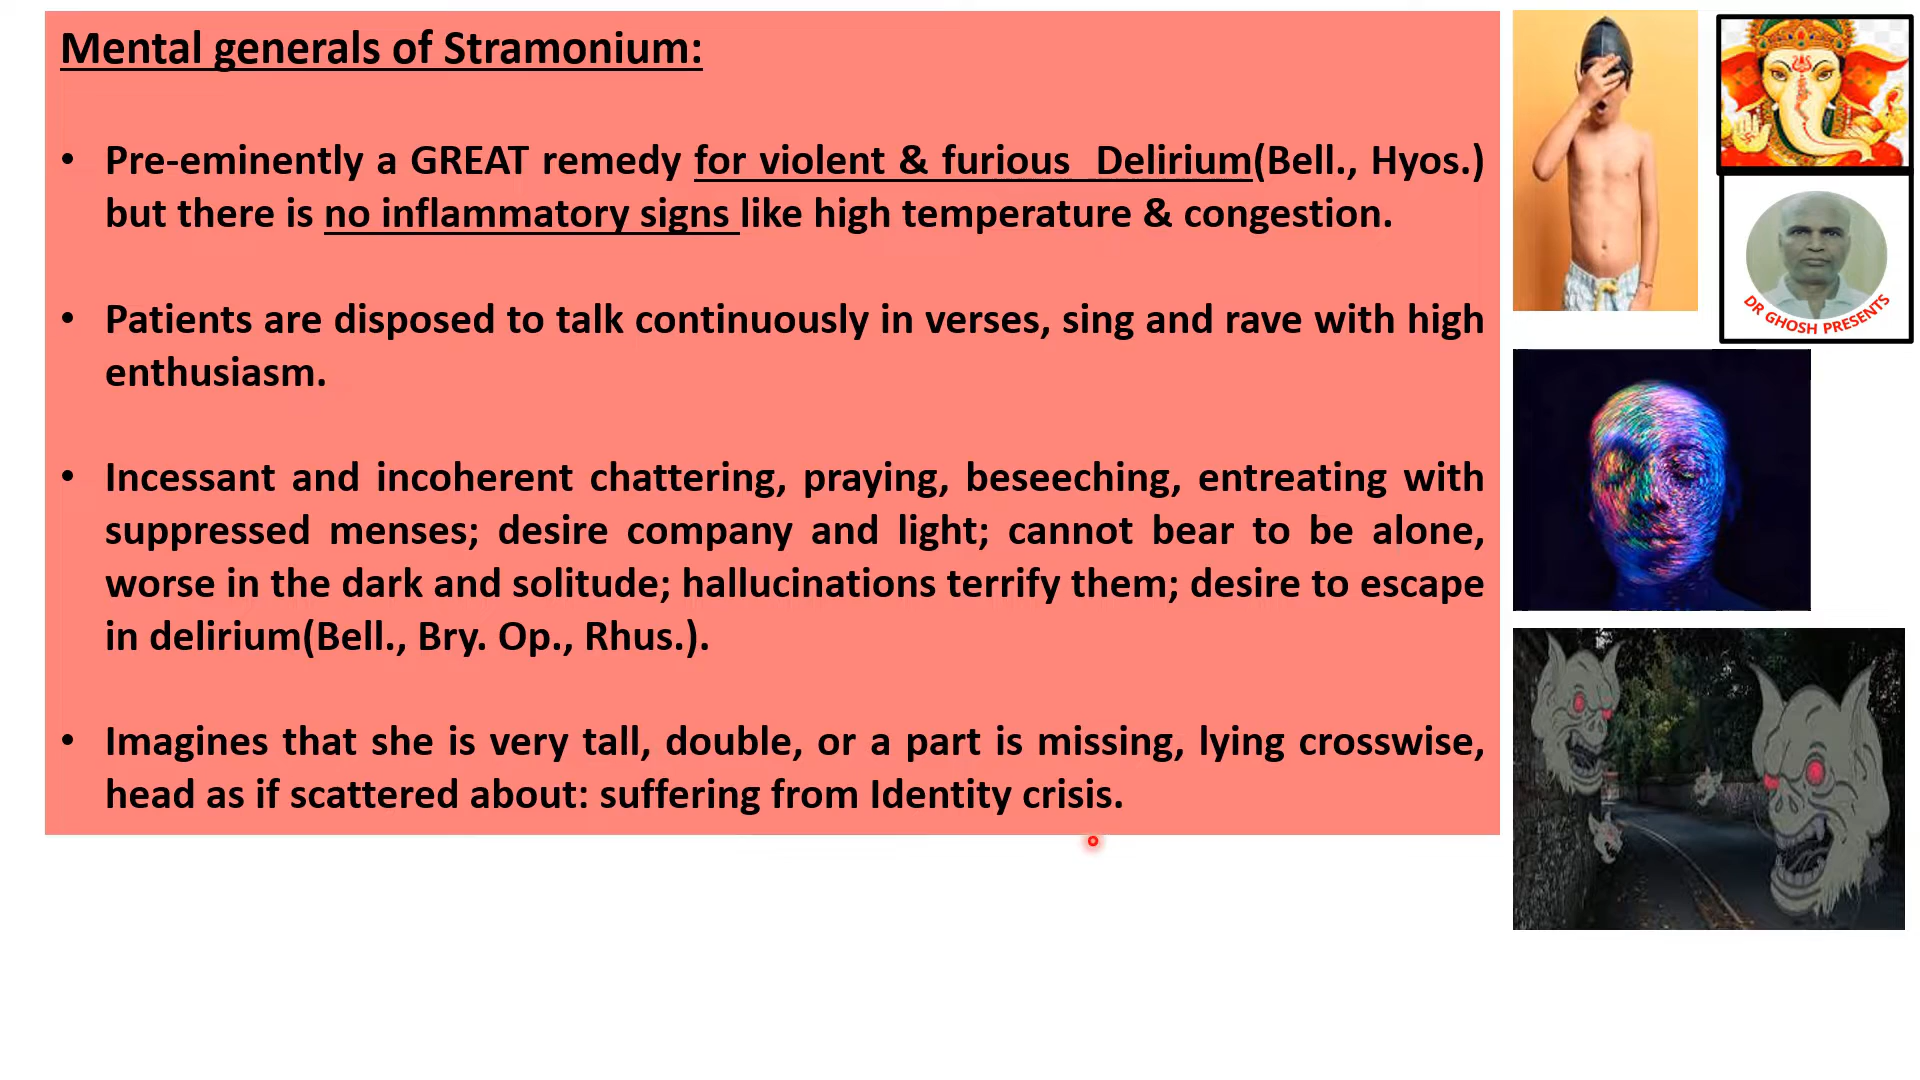 Mental generals of Stramonium:
• Pre-eminently a GREAT remedy for violent & furious Delirium(Bell., Hyos.)
but there is no inflammatory signs like high temperature & congestion.
• Patients are disposed to talk continuously in verses, sing and rave with high
enthusiasm.
• Incessant and incoherent chattering, praying, beseeching, entreating with
suppressed menses; desire company and light; cannot bear to be alone,
worse in the dark and solitude; hallucinations terrify them; desire to escape
in delirium(Bell., Bry. Op., Rhus.).
• Imagines that she is very tall, double, or a part is missing, lying crosswise,
head as if scattered about: suffering from Identity crisis.
DR GHOSH PRESENTS